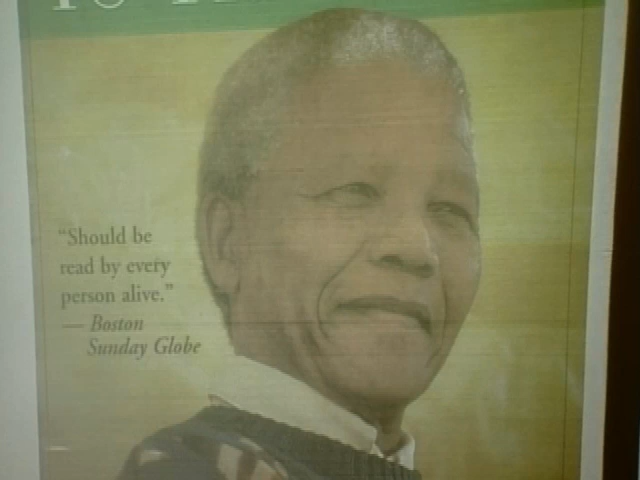 “Should be
read by every
person alive.”
— Boston
Sunday Globe